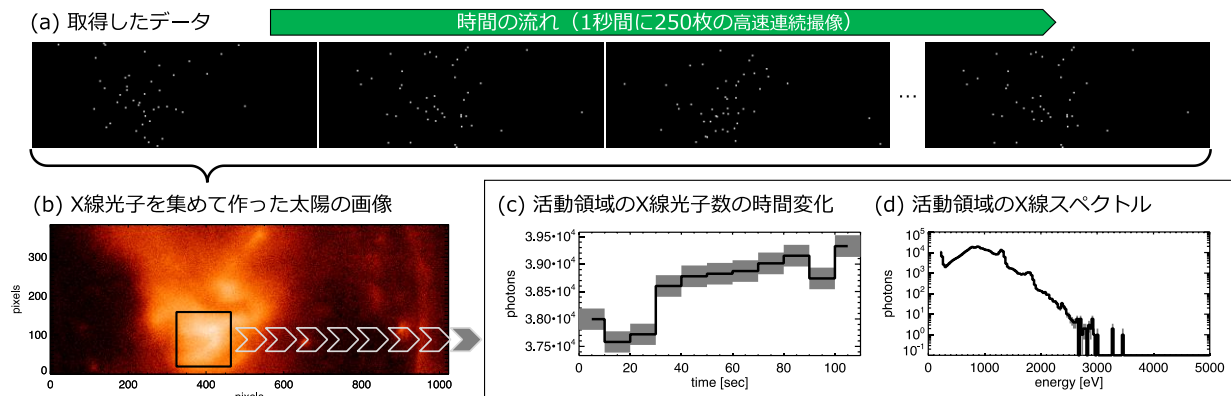 (a) 取得したデータ
時間の流れ（1秒間に250枚の高速連続撮像）
…
(b) X線光子を集めて作った太陽の画像
300
200
100
0
pixels
0 200 400 600 800 1000
pixels
(c) 活動領域のX線光子数の時間変化
3.95•10⁴
3.90•10⁴
3.85•10⁴
3.80•10⁴
3.75•10⁴
photons
0 20 40 60 80 100
time [sec]
(d) 活動領域のX線スペクトル
10⁵
10⁴
10³
10²
10¹
10⁰
10⁻¹
photons
0 1000 2000 3000 4000 5000
energy [eV]